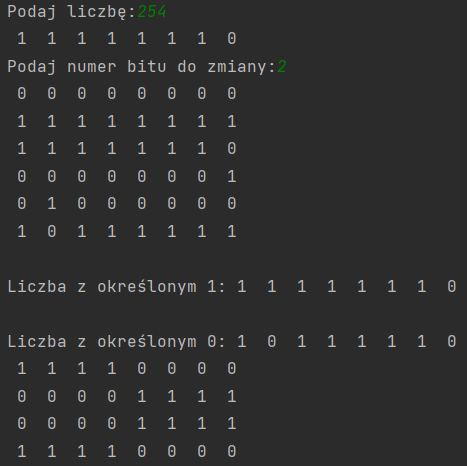 Podaj liczbę:254
1 1 1 1 1 1 1 0
Podaj numer bitu do zmiany:2
0 0 0 0 0 0 0 0
1 1 1 1 1 1 1 1
1 1 1 1 1 1 1 0
0 0 0 0 0 0 0 1
0 1 0 0 0 0 0 0
1 0 1 1 1 1 1 1
Liczba z określonym 1: 1 1 1 1 1 1 1 0
Liczba z określonym 0: 1 0 1 1 1 1 1 0
1 1 1 1 0 0 0 0
0 0 0 0 1 1 1 1
0 0 0 0 1 1 1 1
1 1 1 1 0 0 0 0